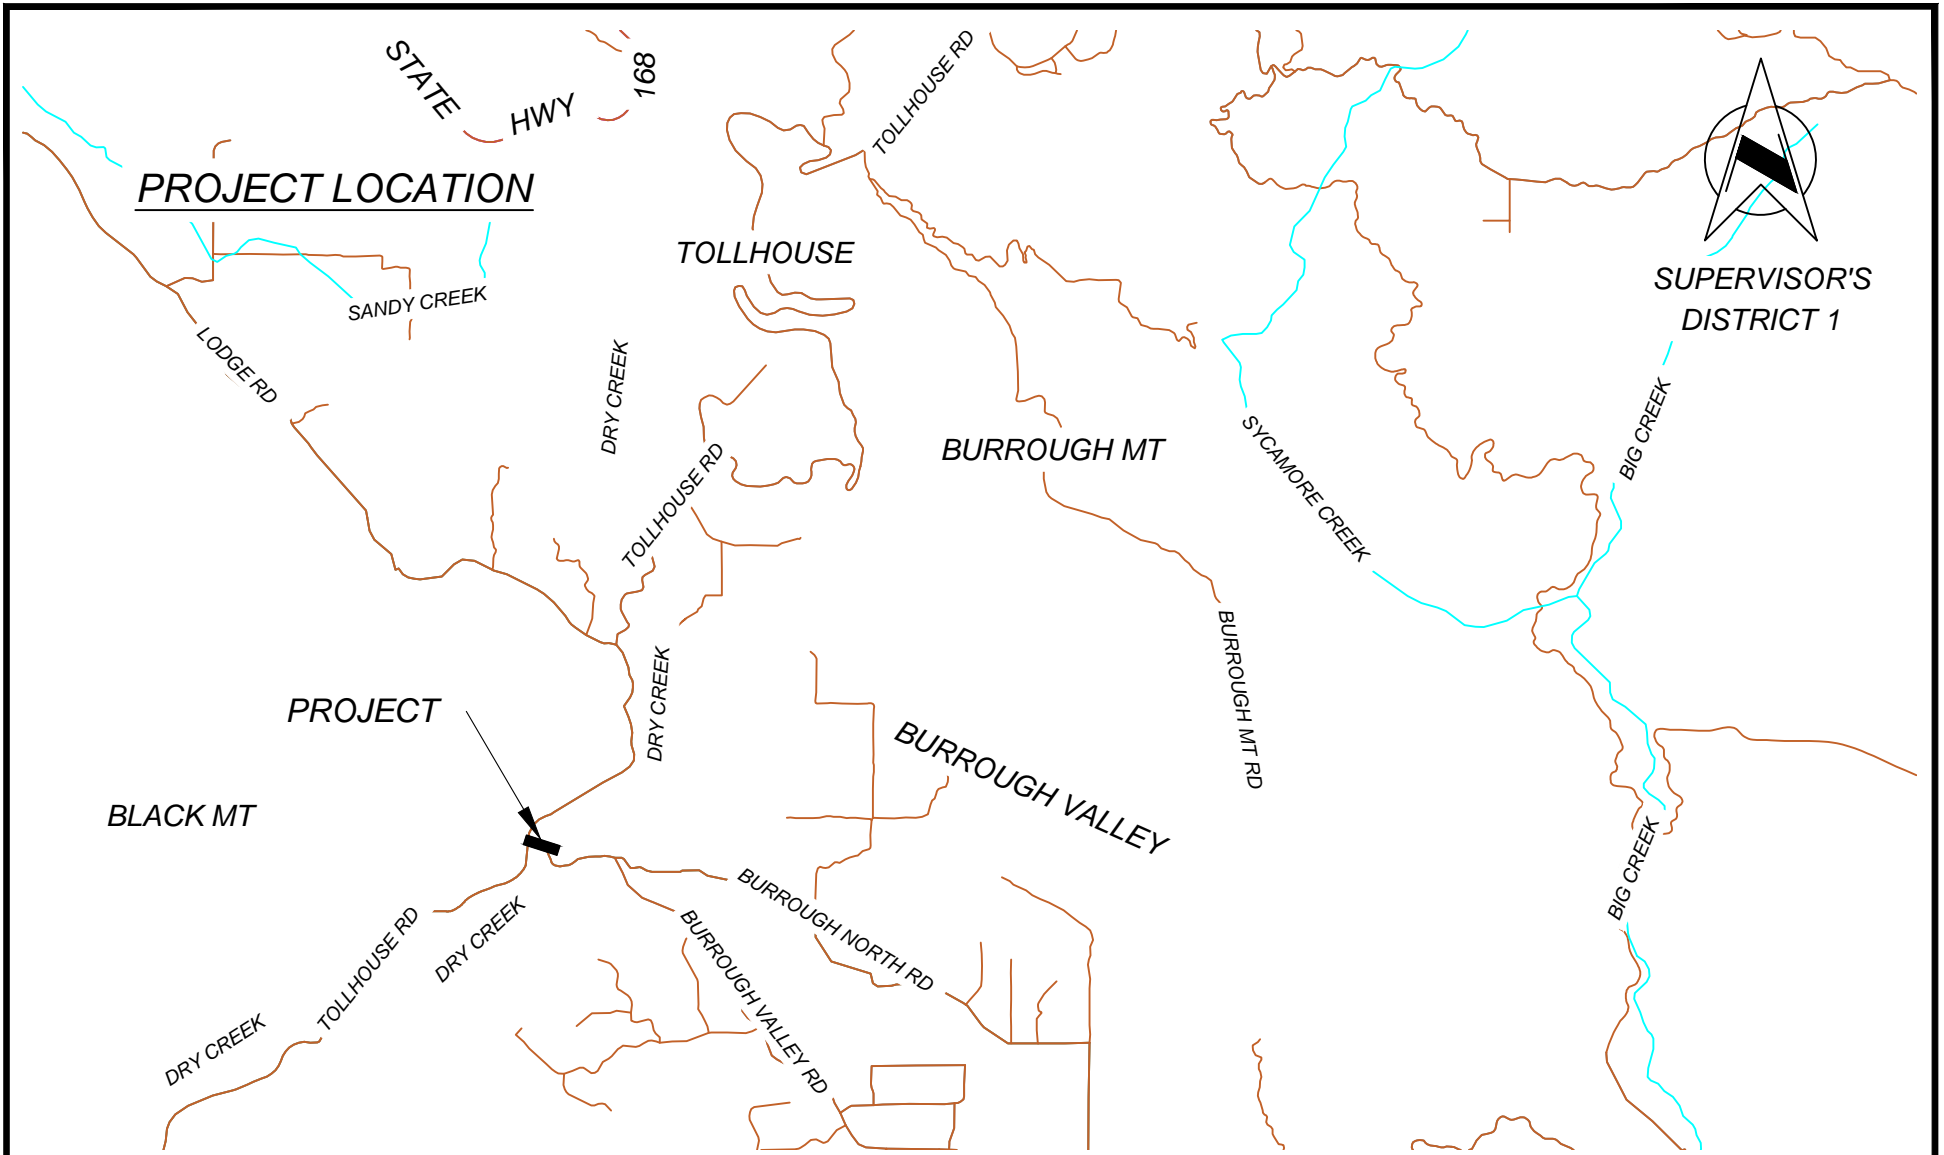 STATE
HWY
168
TOLLHOUSE RD
PROJECT LOCATION
TOLLHOUSE
SUPERVISOR'S
DISTRICT 1
SANDY CREEK
LODGE RD
DRY CREEK
BURROUGH MT
BIG CREEK
SYCAMORE CREEK
TOLLHOUSE RD
DRY CREEK
BURROUGH MT RD
PROJECT
BURROUGH VALLEY
BLACK MT
BIG CREEK
BURROUGH NORTH RD
TOLLHOUSE RD
DRY CREEK
BURROUGH VALLEY RD
DRY CREEK